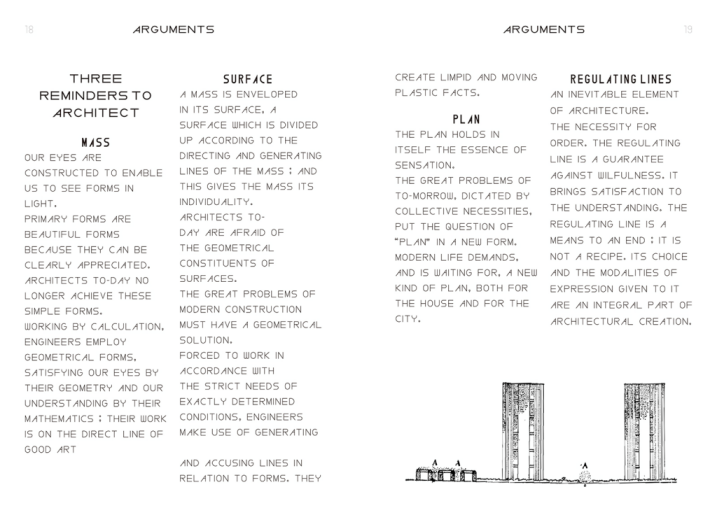 18
ARGUMENTS
THREE
REMINDERS TO
ARCHITECT
MASS
OUR EYES ARE
CONSTRUCTED TO ENABLE
US TO SEE FORMS IN
LIGHT.
PRIMARY FORMS ARE
BEAUTIFUL FORMS
BECAUSE THEY CAN BE
CLEARLY APPRECIATED.
ARCHITECTS TO-DAY NO
LONGER ACHIEVE THESE
SIMPLE FORMS.
WORKING BY CALCULATION,
ENGINEERS EMPLOY
GEOMETRICAL FORMS,
SATISFYING OUR EYES BY
THEIR GEOMETRY AND OUR
UNDERSTANDING BY THEIR
MATHEMATICS ; THEIR WORK
IS ON THE DIRECT LINE OF
GOOD ART
SURFACE
A MASS IS ENVELOPED
IN ITS SURFACE, A
SURFACE WHICH IS DIVIDED
UP ACCORDING TO THE
DIRECTING AND GENERATING
LINES OF THE MASS ; AND
THIS GIVES THE MASS ITS
INDIVIDUALITY.
ARCHITECTS TO-
DAY ARE AFRAID OF
THE GEOMETRICAL
CONSTITUENTS OF
SURFACES.
THE GREAT PROBLEMS OF
MODERN CONSTRUCTION
MUST HAVE A GEOMETRICAL
SOLUTION.
FORCED TO WORK IN
ACCORDANCE WITH
THE STRICT NEEDS OF
EXACTLY DETERMINED
CONDITIONS, ENGINEERS
MAKE USE OF GENERATING
AND ACCUSING LINES IN
RELATION TO FORMS. THEY
ARGUMENTS
19
CREATE LIMPID AND MOVING
PLASTIC FACTS.
PLAN
THE PLAN HOLDS IN
ITSELF THE ESSENCE OF
SENSATION.
THE GREAT PROBLEMS OF
TO-MORROW, DICTATED BY
COLLECTIVE NECESSITIES,
PUT THE QUESTION OF
"PLAN" IN A NEW FORM.
MODERN LIFE DEMANDS,
AND IS WAITING FOR, A NEW
KIND OF PLAN, BOTH FOR
THE HOUSE AND FOR THE
CITY.
REGULATING LINES
AN INEVITABLE ELEMENT
OF ARCHITECTURE.
THE NECESSITY FOR
ORDER. THE REGULATING
LINE IS A GUARANTEE
AGAINST WILFULNESS. IT
BRINGS SATISFACTION TO
THE UNDERSTANDING. THE
REGULATING LINE IS A
MEANS TO AN END ; IT IS
NOT A RECIPE. ITS CHOICE
AND THE MODALITIES OF
EXPRESSION GIVEN TO IT
ARE AN INTEGRAL PART OF
ARCHITECTURAL CREATION.
A A A